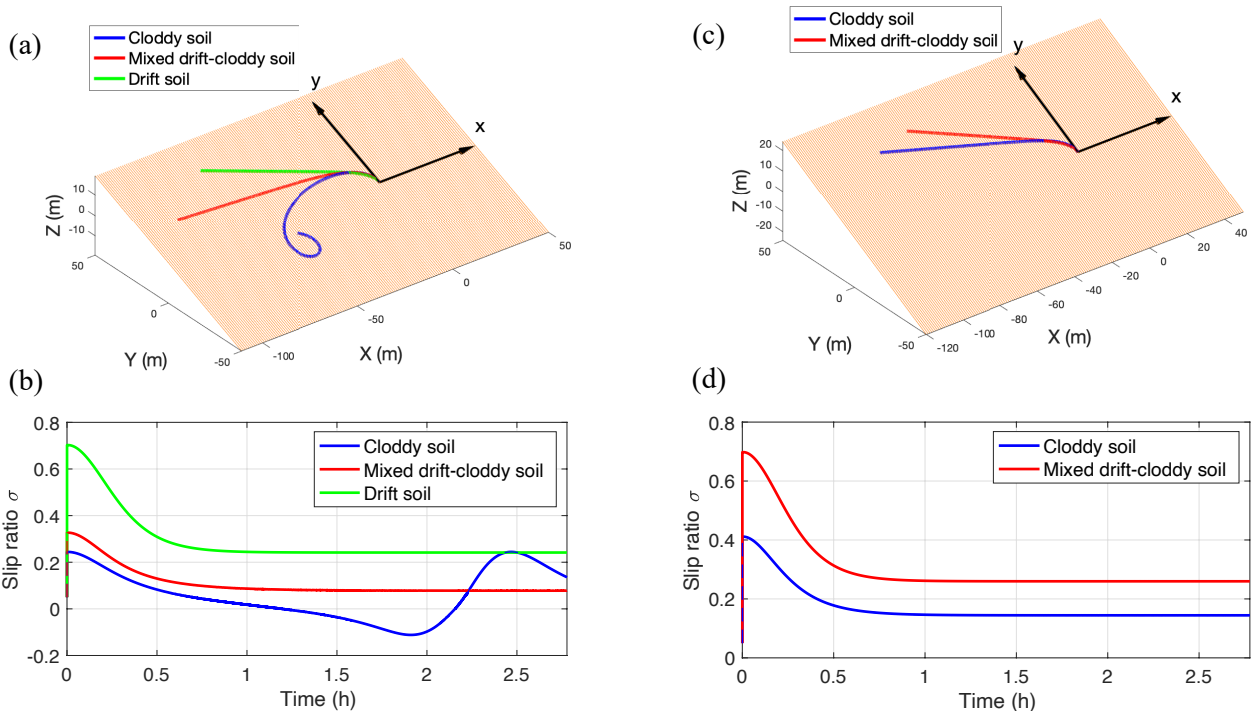 (a)
Cloddy soil
Mixed drift-cloddy soil
Drift soil
y
x
Z (m)
10
0
-10
50
0
-50
Y (m)
-100
-50
0
50
X (m)
(c)
Cloddy soil
Mixed drift-cloddy soil
y
x
Z (m)
20
10
0
-10
-20
50
0
-50
Y (m)
-120
-100
-80
-60
-40
-20
0
20
40
X (m)
(b)
Slip ratio σ
0.8
0.6
0.4
0.2
0
-0.2
Cloddy soil
Mixed drift-cloddy soil
Drift soil
0 0.5 1 1.5 2 2.5
Time (h)
(d)
Slip ratio σ
0.8
0.6
0.4
0.2
0
Cloddy soil
Mixed drift-cloddy soil
0 0.5 1 1.5 2 2.5
Time (h)